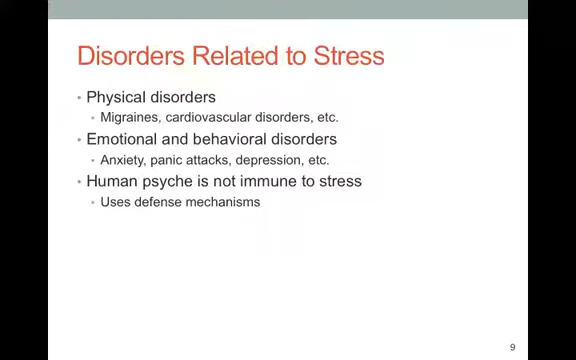 Disorders Related to Stress
• Physical disorders
• Migraines, cardiovascular disorders, etc.
• Emotional and behavioral disorders
• Anxiety, panic attacks, depression, etc.
• Human psyche is not immune to stress
• Uses defense mechanisms
9